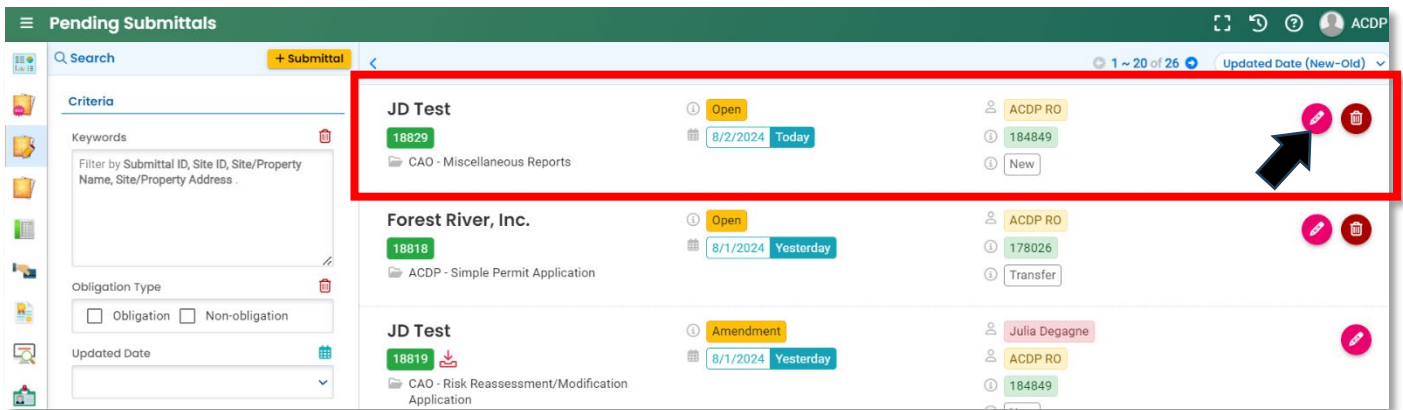 Pending Submittals
ACDP
Search
+ Submittal
1 ~ 20 of 26
Updated Date (New-Old)
Criteria
Keywords
Filter by Submittal ID, Site ID, Site/Property
Name, Site/Property Address .
Obligation Type
Obligation
Non-obligation
Updated Date
JD Test
18829
CAO - Miscellaneous Reports
Open
8/2/2024 Today
ACDP RO
184849
New
Forest River, Inc.
18818
ACDP - Simple Permit Application
Open
8/1/2024 Yesterday
ACDP RO
178026
Transfer
JD Test
18819
CAO - Risk Reassessment/Modification
Application
Amendment
8/1/2024 Yesterday
Julia Degagne
ACDP RO
184849